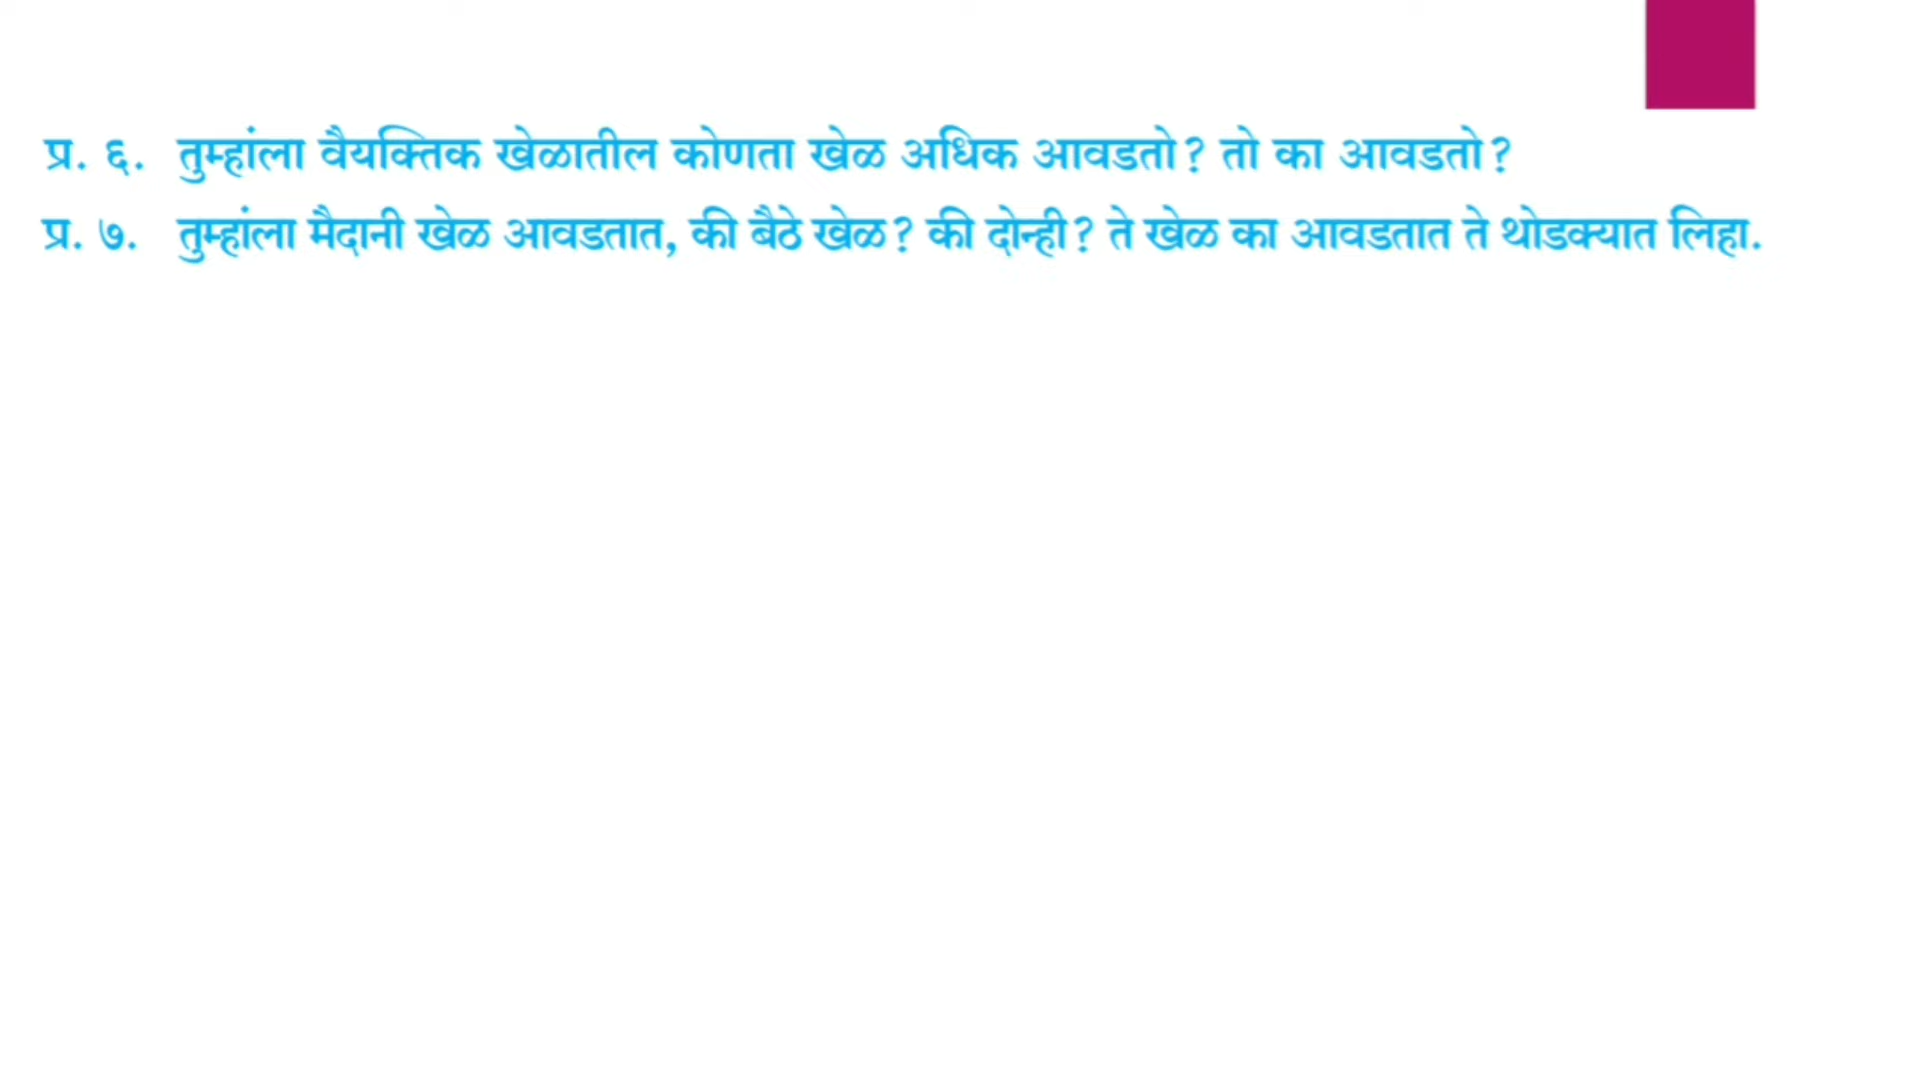 प्र. ६. तुम्हांला वैयक्तिक खेळातील कोणता खेळ अधिक आवडतो? तो का आवडतो?
प्र. ७. तुम्हांला मैदानी खेळ आवडतात, की बैठे खेळ? की दोन्ही? ते खेळ का आवडतात ते थोडक्यात लिहा.